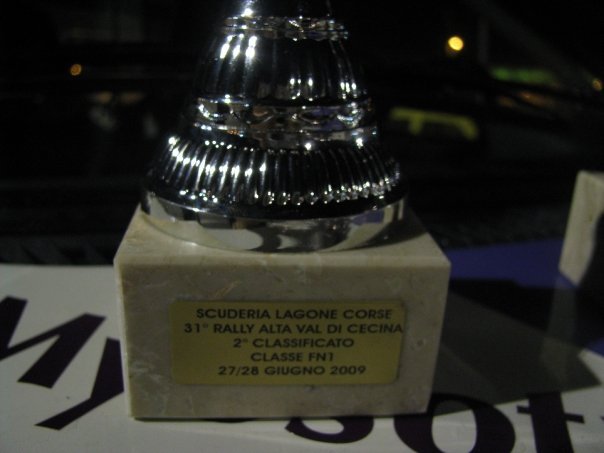 SCUDERIA LAGONE CORSE
31° RALLY ALTA VAL DI CECINA
2° CLASSIFICATO
CLASSE FN1
27/28 GIUGNO 2009